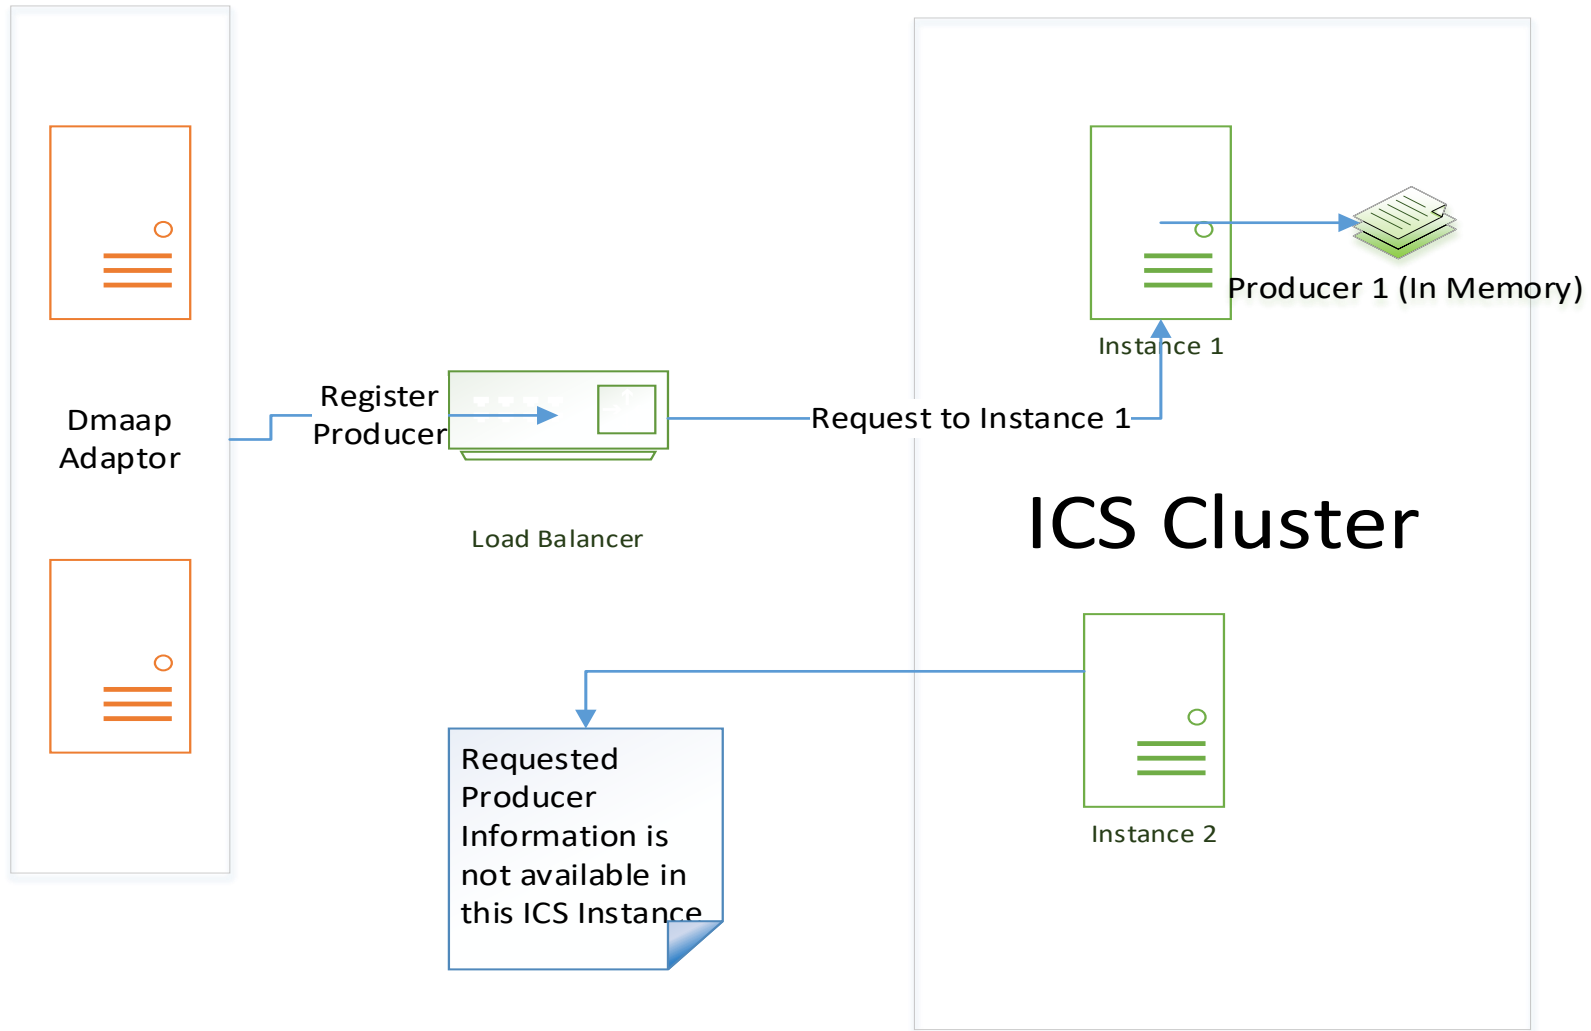 Dmaap
Adaptor
Register
Producer
Load Balancer
Request to Instance 1
Instance 1
Producer 1 (In Memory)
ICS Cluster
Instance 2
Requested
Producer
Information is
not available in
this ICS Instance